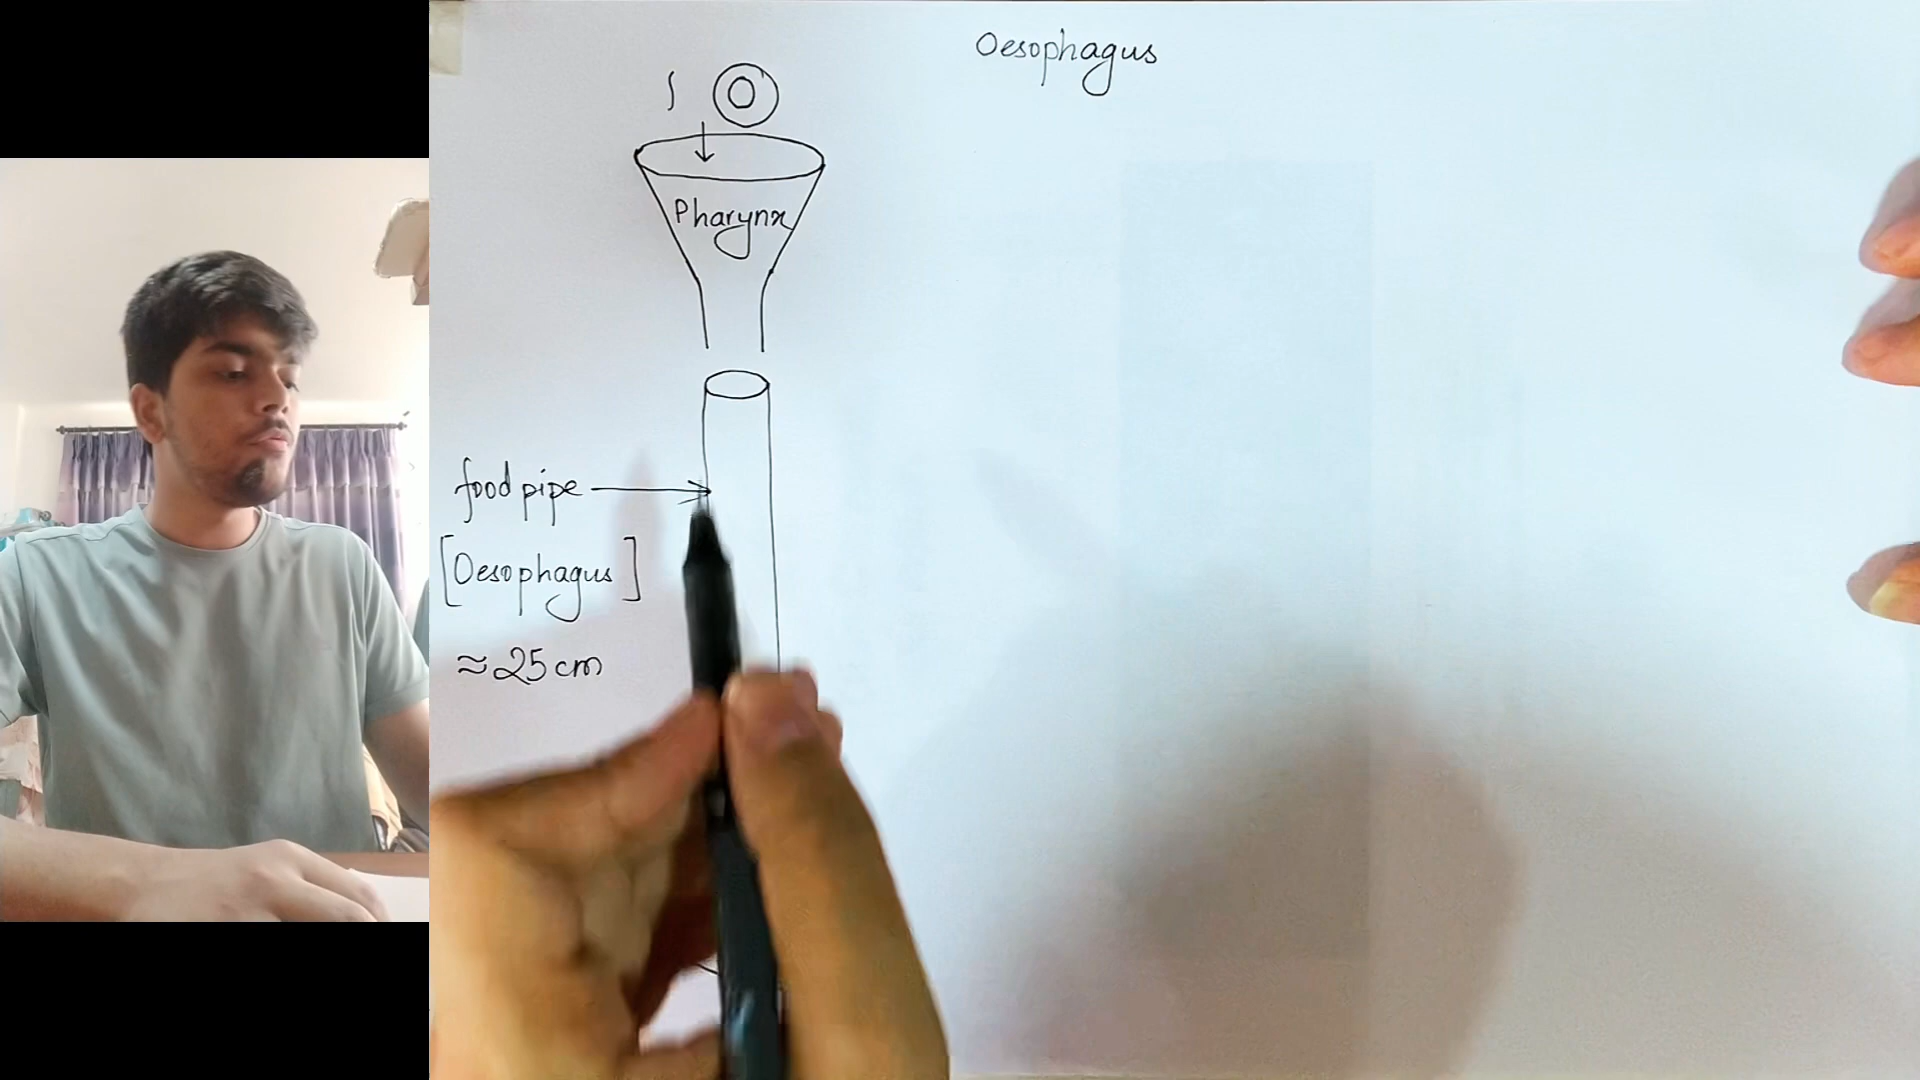 Oesophagus
Pharynx
food pipe
[Oesophagus]
≈25 cm